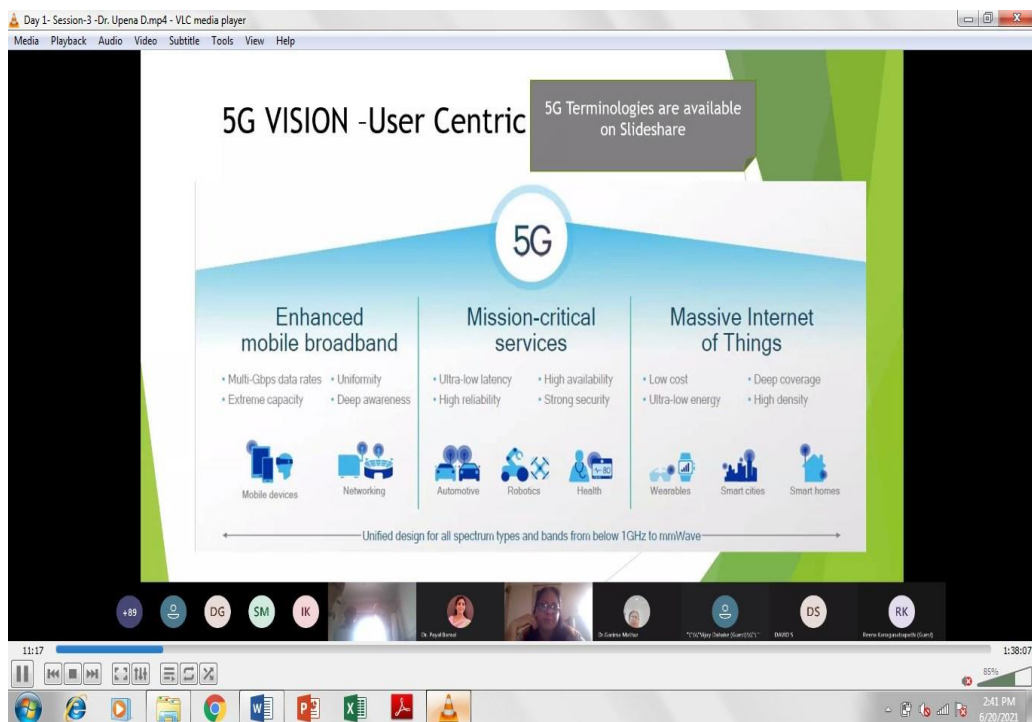 Day 1- Session-3 -Dr. Upena D.mp4 - VLC media player
Media Playback Audio Video Subtitle Tools View Help
5G VISION -User Centric
5G Terminologies are available
on Slideshare
5G
Enhanced
mobile broadband
• Multi-Gbps data rates • Uniformity
• Extreme capacity • Deep awareness
Mobile devices Networking
Mission-critical
services
• Ultra-low latency • High availability
• High reliability • Strong security
Automotive Robotics Health
Massive Internet
of Things
• Low cost • Deep coverage
• Ultra-low energy • High density
Wearables Smart cities Smart homes
Unified design for all spectrum types and bands from below 1GHz to mmWave
+89 DG SM IK DS RK
Dr. Payal Bansal
Dr Garima Mathur
DAVID S
11:17 1:38:07
85%
2:41 PM
6/20/2021